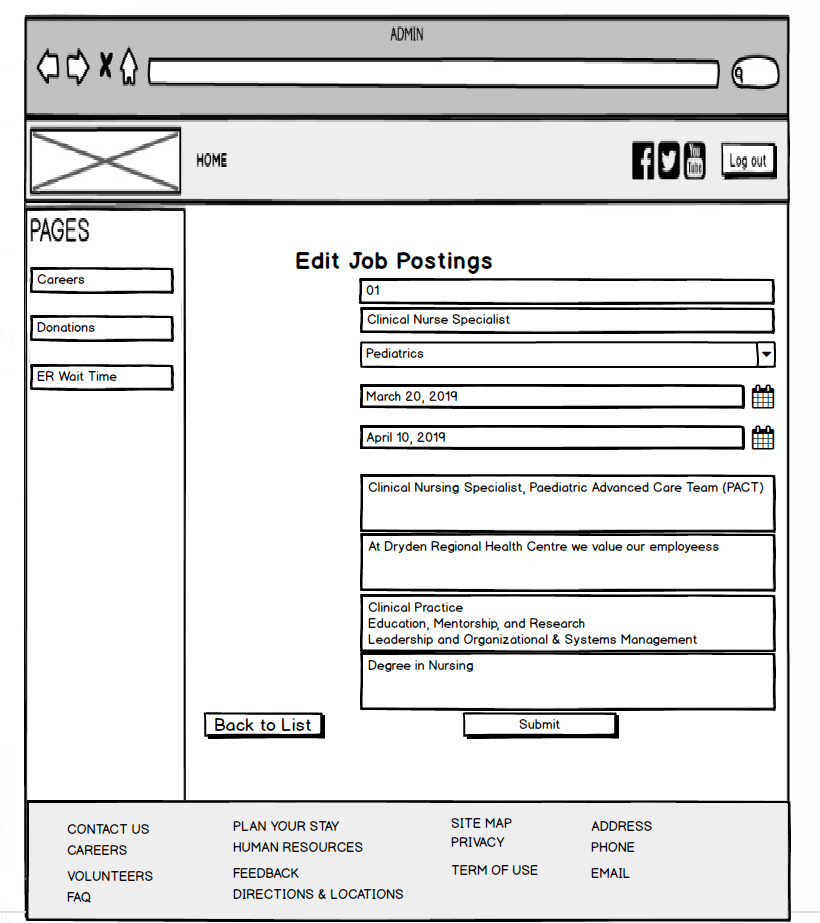 ADMIN
HOME
You
Tube
Log out
PAGES
Careers
Donations
ER Wait Time
Edit Job Postings
01
Clinical Nurse Specialist
Pediatrics
March 20, 2019
April 10, 2019
Clinical Nursing Specialist, Paediatric Advanced Care Team (PACT)
At Dryden Regional Health Centre we value our employeess
Clinical Practice
Education, Mentorship, and Research
Leadership and Organizational & Systems Management
Degree in Nursing
Back to List
Submit
CONTACT US
CAREERS
VOLUNTEERS
FAQ
PLAN YOUR STAY
HUMAN RESOURCES
FEEDBACK
DIRECTIONS & LOCATIONS
SITE MAP
PRIVACY
TERM OF USE
ADDRESS
PHONE
EMAIL